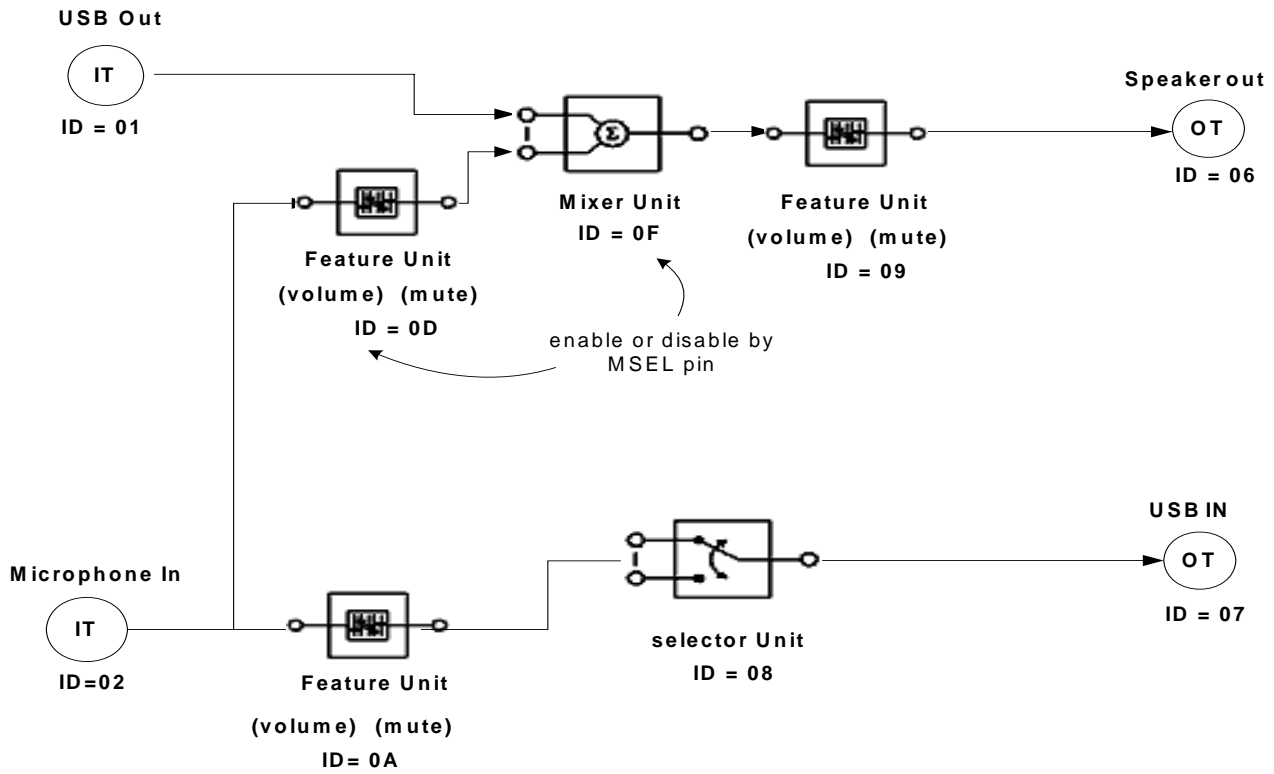 USB Out
IT
ID = 01
Speaker out
OT
ID = 06
Σ
Mixer Unit
ID = 0F
Feature Unit
(volume) (mute)
ID = 09
Feature Unit
(volume) (mute)
ID = 0D
enable or disable by
MSEL pin
USB IN
OT
ID = 07
Microphone In
IT
ID=02
selector Unit
ID = 08
Feature Unit
(volume) (mute)
ID= 0A